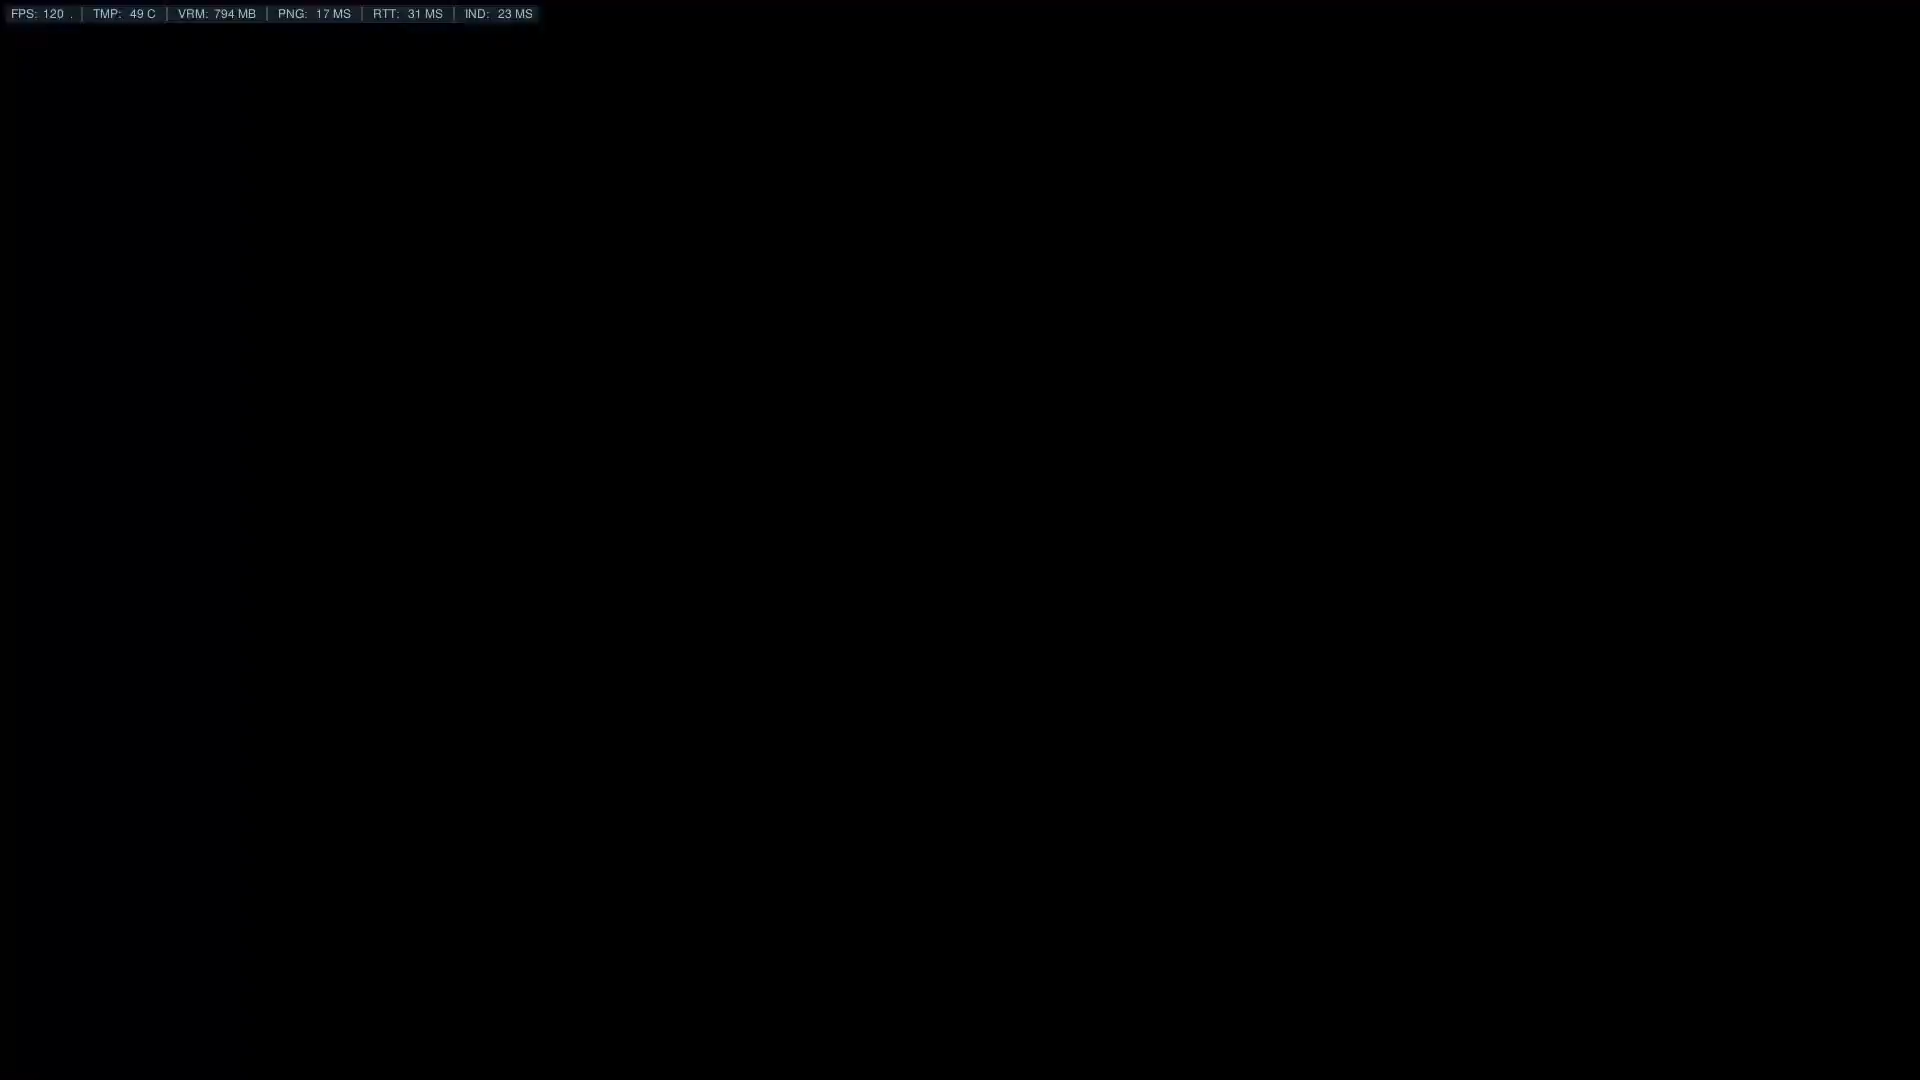 FPS: 120 . | TMP: 49 C | VRM: 794 MB | PNG: 17 MS | RTT: 31 MS | IND: 23 MS